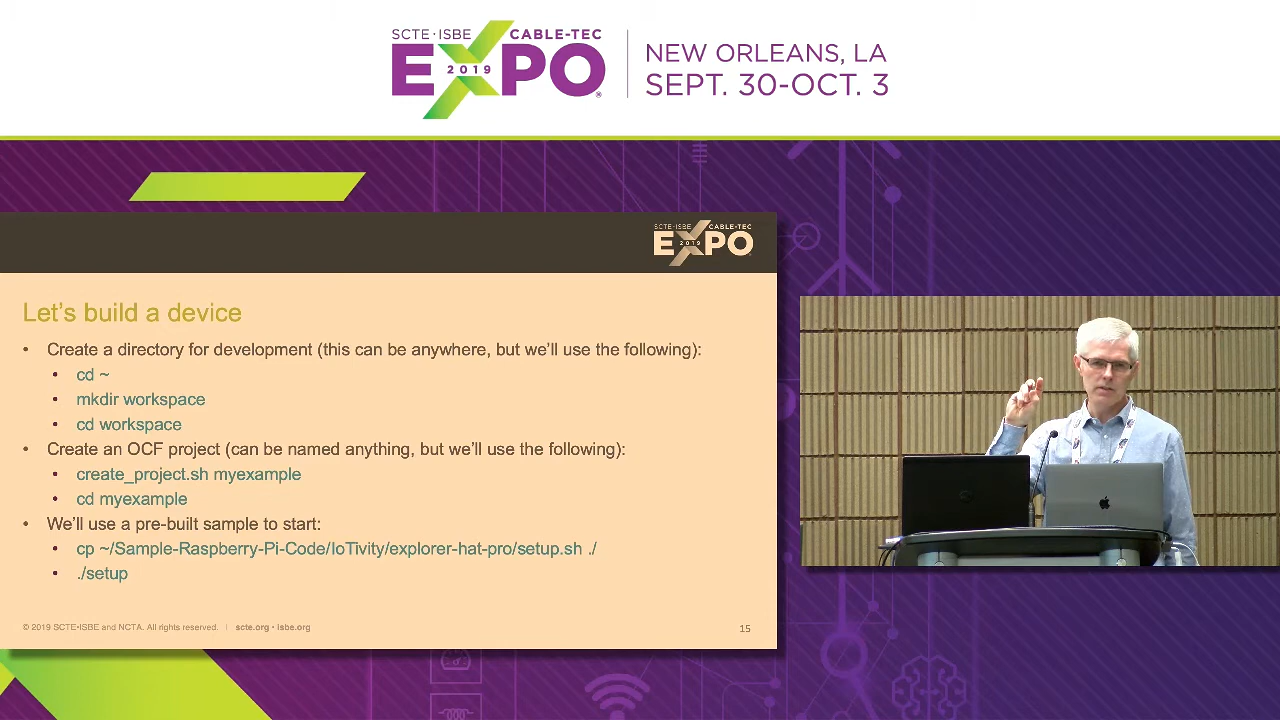 SCTE·ISBE CABLE-TEC
EXPO
2019
NEW ORLEANS, LA
SEPT. 30-OCT. 3
SCTE·ISBE CABLE-TEC
EXPO
2019
Let's build a device
• Create a directory for development (this can be anywhere, but we'll use the following):
• cd ~
• mkdir workspace
• cd workspace
• Create an OCF project (can be named anything, but we'll use the following):
• create_project.sh myexample
• cd myexample
• We'll use a pre-built sample to start:
• cp ~/Sample-Raspberry-Pi-Code/IoTivity/explorer-hat-pro/setup.sh ./
• ./setup
© 2019 SCTE•ISBE and NCTA. All rights reserved. | scte.org • isbe.org
15